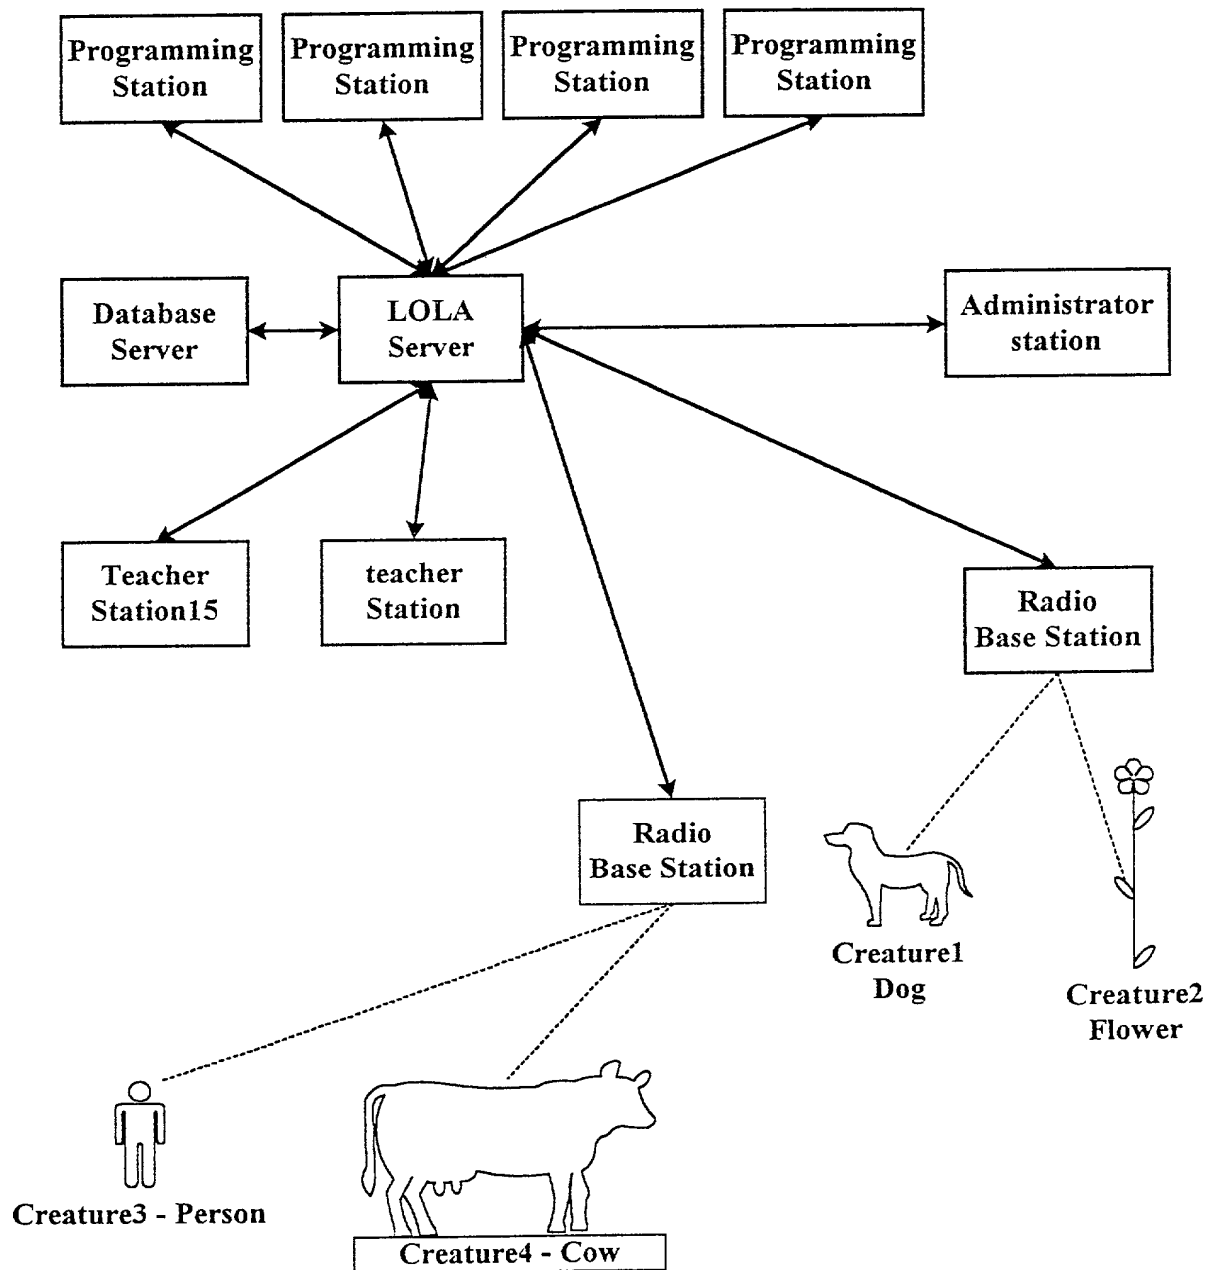 Programming
Station
Programming
Station
Programming
Station
Programming
Station
Database
Server
LOLA
Server
Administrator
station
Teacher
Station15
teacher
Station
Radio
Base Station
Radio
Base Station
Creature1
Dog
Creature2
Flower
Creature3 - Person
Creature4 - Cow